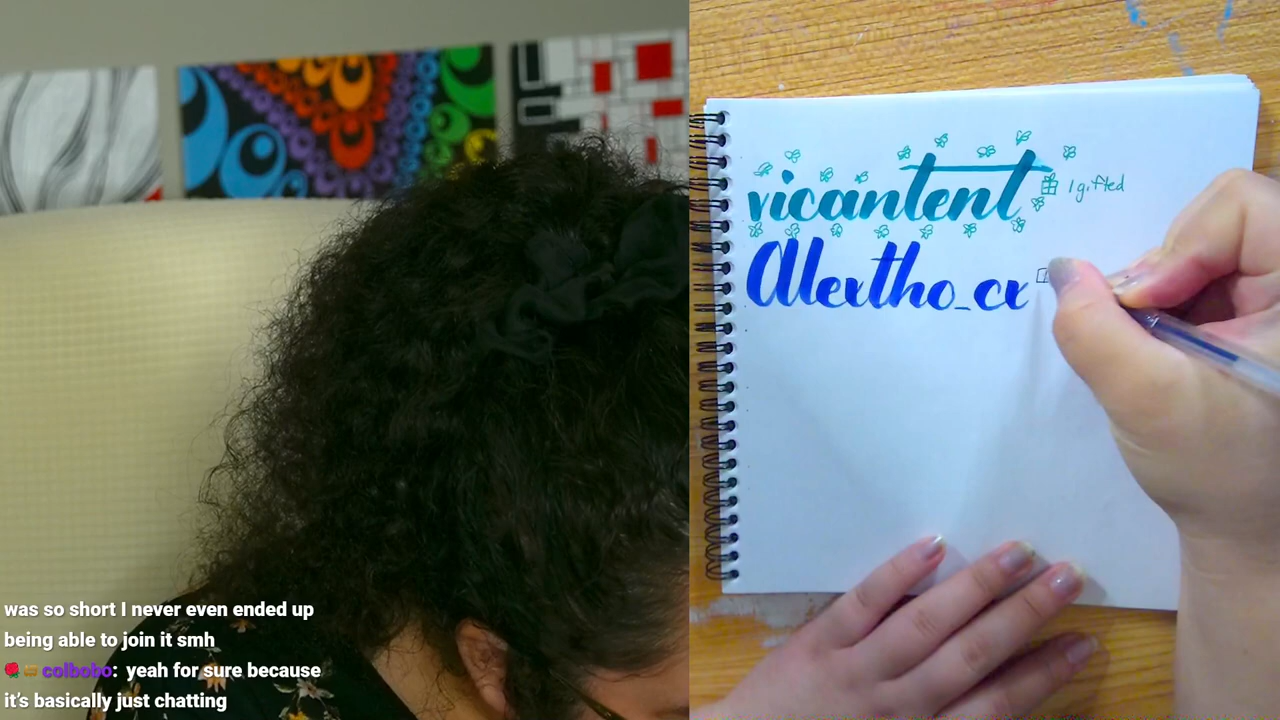 vicantent
1 gifted
Alextho_cx
was so short I never even ended up
being able to join it smh
colbobo: yeah for sure because
it's basically just chatting